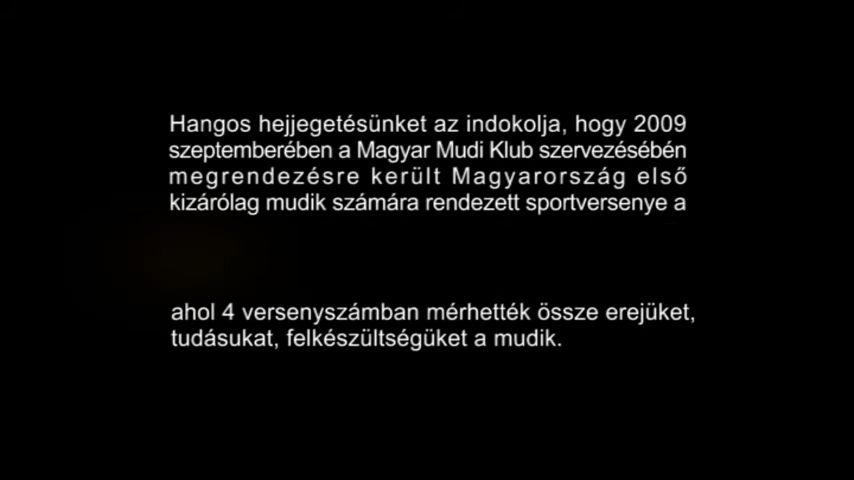 Hangos hejjegetésünket az indokolja, hogy 2009
szeptemberében a Magyar Mudi Klub szervezésébén
megrendezésre került Magyarország első
kizárólag mudik számára rendezett sportversenye a
ahol 4 versenyszámban mérhették össze erejüket,
tudásukat, felkészültségüket a mudik.